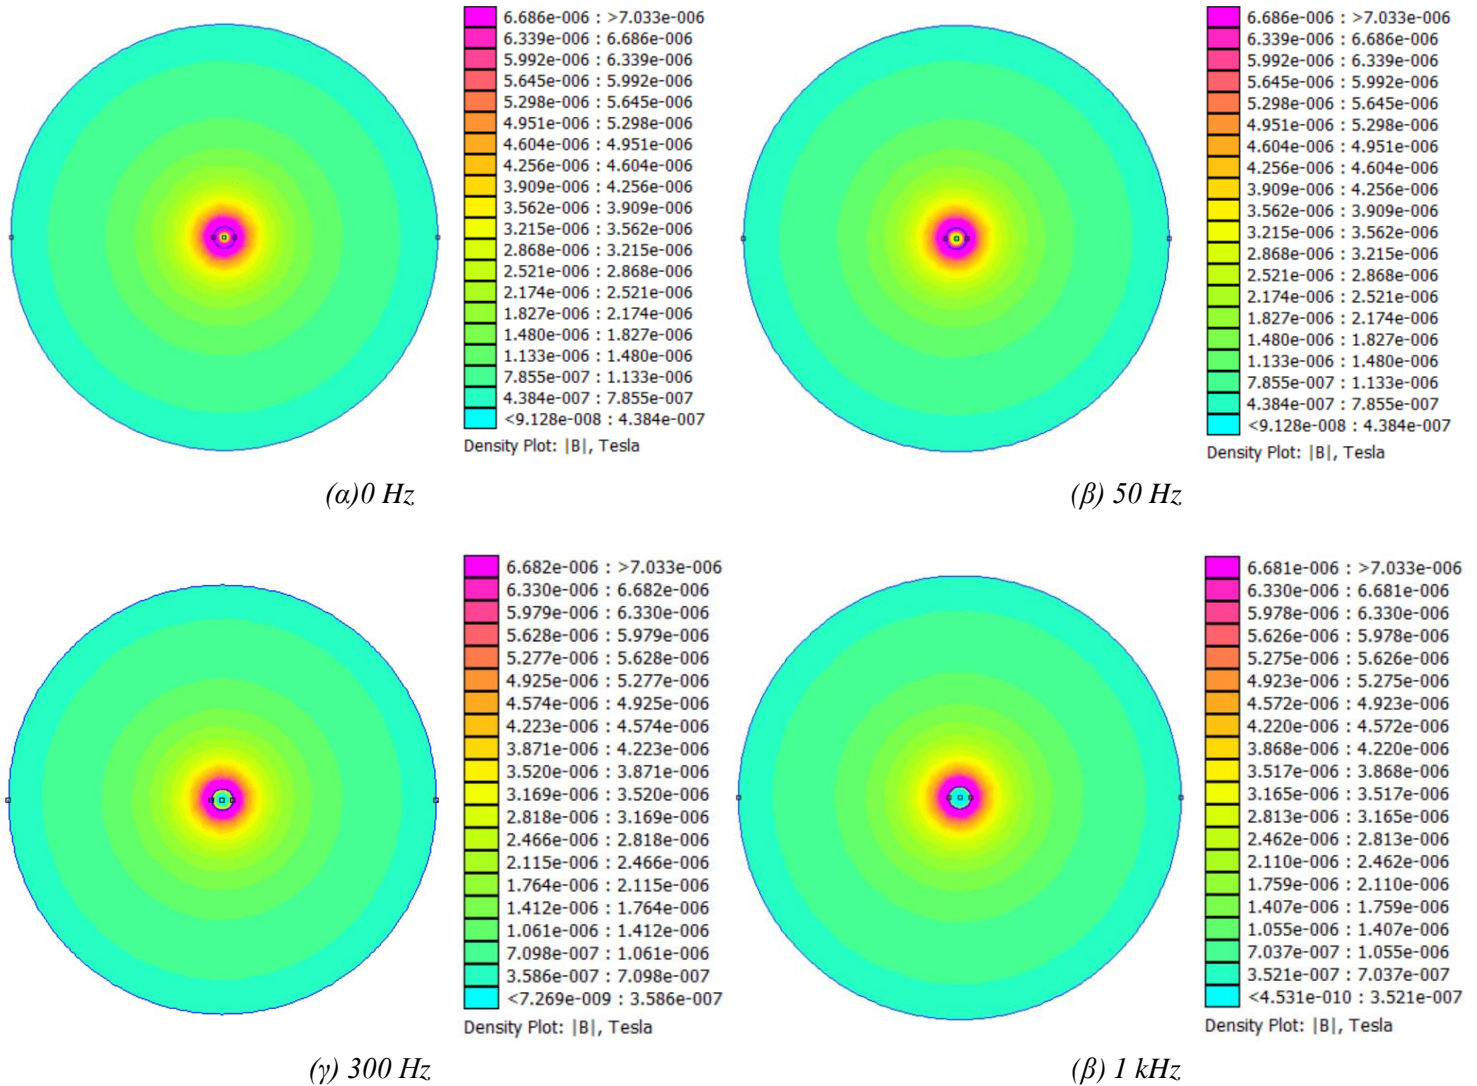 6.686e-006 : >7.033e-006
6.339e-006 : 6.686e-006
5.992e-006 : 6.339e-006
5.645e-006 : 5.992e-006
5.298e-006 : 5.645e-006
4.951e-006 : 5.298e-006
4.604e-006 : 4.951e-006
4.256e-006 : 4.604e-006
3.909e-006 : 4.256e-006
3.562e-006 : 3.909e-006
3.215e-006 : 3.562e-006
2.868e-006 : 3.215e-006
2.521e-006 : 2.868e-006
2.174e-006 : 2.521e-006
1.827e-006 : 2.174e-006
1.480e-006 : 1.827e-006
1.133e-006 : 1.480e-006
7.855e-007 : 1.133e-006
4.384e-007 : 7.855e-007
<9.128e-008 : 4.384e-007
Density Plot: |B|, Tesla
(α)0 Hz
6.686e-006 : >7.033e-006
6.339e-006 : 6.686e-006
5.992e-006 : 6.339e-006
5.645e-006 : 5.992e-006
5.298e-006 : 5.645e-006
4.951e-006 : 5.298e-006
4.604e-006 : 4.951e-006
4.256e-006 : 4.604e-006
3.909e-006 : 4.256e-006
3.562e-006 : 3.909e-006
3.215e-006 : 3.562e-006
2.868e-006 : 3.215e-006
2.521e-006 : 2.868e-006
2.174e-006 : 2.521e-006
1.827e-006 : 2.174e-006
1.480e-006 : 1.827e-006
1.133e-006 : 1.480e-006
7.855e-007 : 1.133e-006
4.384e-007 : 7.855e-007
<9.128e-008 : 4.384e-007
Density Plot: |B|, Tesla
(β) 50 Hz
6.682e-006 : >7.033e-006
6.330e-006 : 6.682e-006
5.979e-006 : 6.330e-006
5.628e-006 : 5.979e-006
5.277e-006 : 5.628e-006
4.925e-006 : 5.277e-006
4.574e-006 : 4.925e-006
4.223e-006 : 4.574e-006
3.871e-006 : 4.223e-006
3.520e-006 : 3.871e-006
3.169e-006 : 3.520e-006
2.818e-006 : 3.169e-006
2.466e-006 : 2.818e-006
2.115e-006 : 2.466e-006
1.764e-006 : 2.115e-006
1.412e-006 : 1.764e-006
1.061e-006 : 1.412e-006
7.098e-007 : 1.061e-006
3.586e-007 : 7.098e-007
<7.269e-009 : 3.586e-007
Density Plot: |B|, Tesla
(γ) 300 Hz
6.681e-006 : >7.033e-006
6.330e-006 : 6.681e-006
5.978e-006 : 6.330e-006
5.626e-006 : 5.978e-006
5.275e-006 : 5.626e-006
4.923e-006 : 5.275e-006
4.572e-006 : 4.923e-006
4.220e-006 : 4.572e-006
3.868e-006 : 4.220e-006
3.517e-006 : 3.868e-006
3.165e-006 : 3.517e-006
2.813e-006 : 3.165e-006
2.462e-006 : 2.813e-006
2.110e-006 : 2.462e-006
1.759e-006 : 2.110e-006
1.407e-006 : 1.759e-006
1.055e-006 : 1.407e-006
7.037e-007 : 1.055e-006
3.521e-007 : 7.037e-007
<4.531e-010 : 3.521e-007
Density Plot: |B|, Tesla
(β) 1 kHz